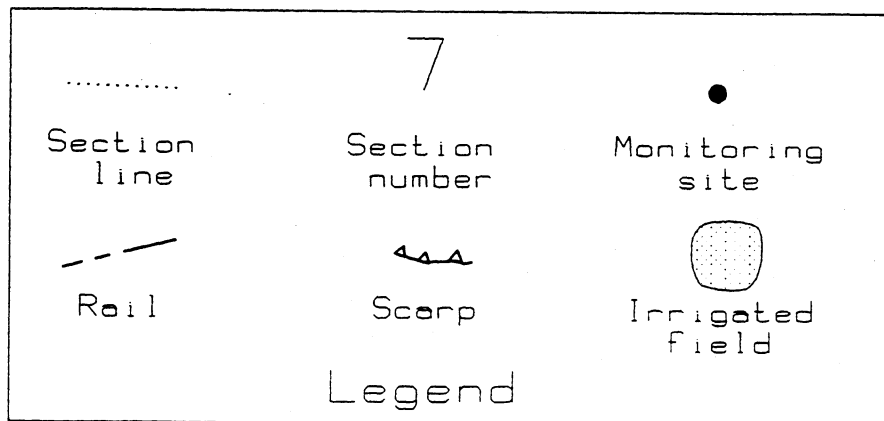 7
Section
line
Section
number
Monitoring
site
Rail
Scarp
Irrigated
field
Legend